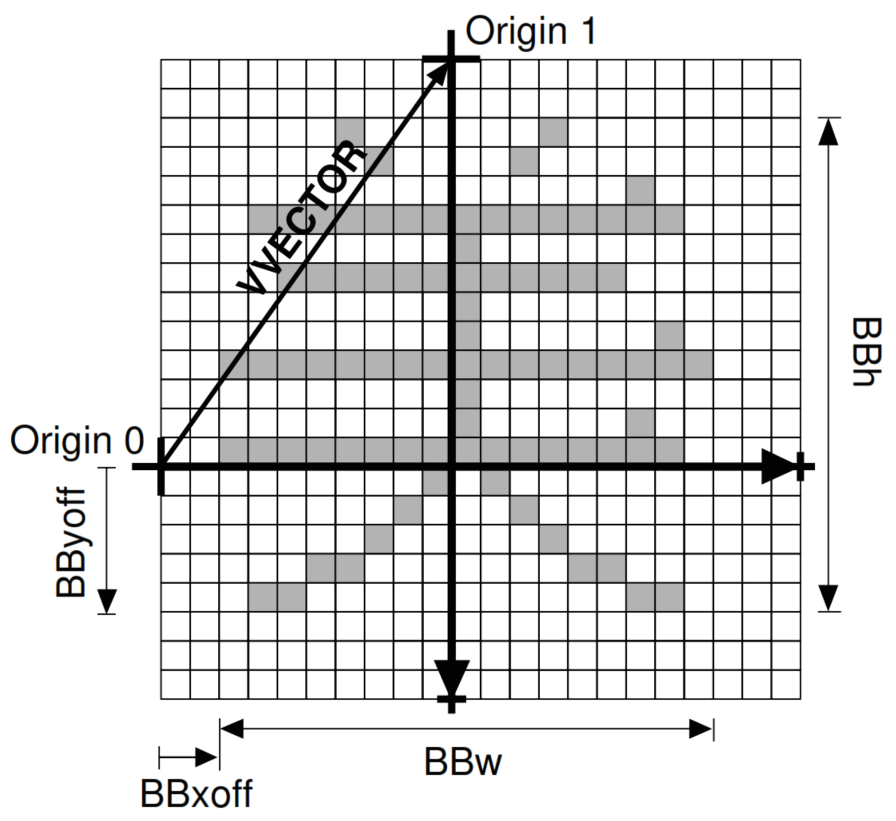 Origin 1
VVECTOR
BBh
Origin 0
BByoff
BBw
BBxoff